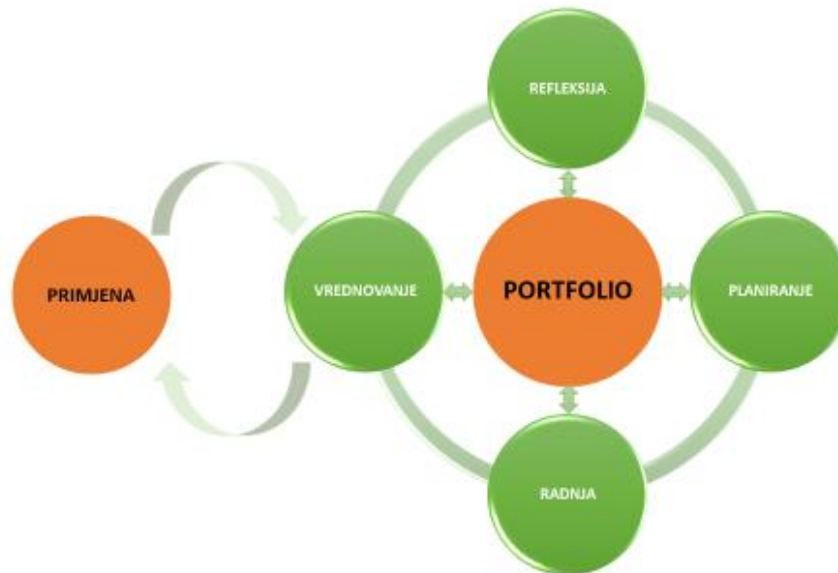 REFLEKSIJA
PRIMJENA
VREDNOVANJE
PORTFOLIO
PLANIRANJE
RADNJA